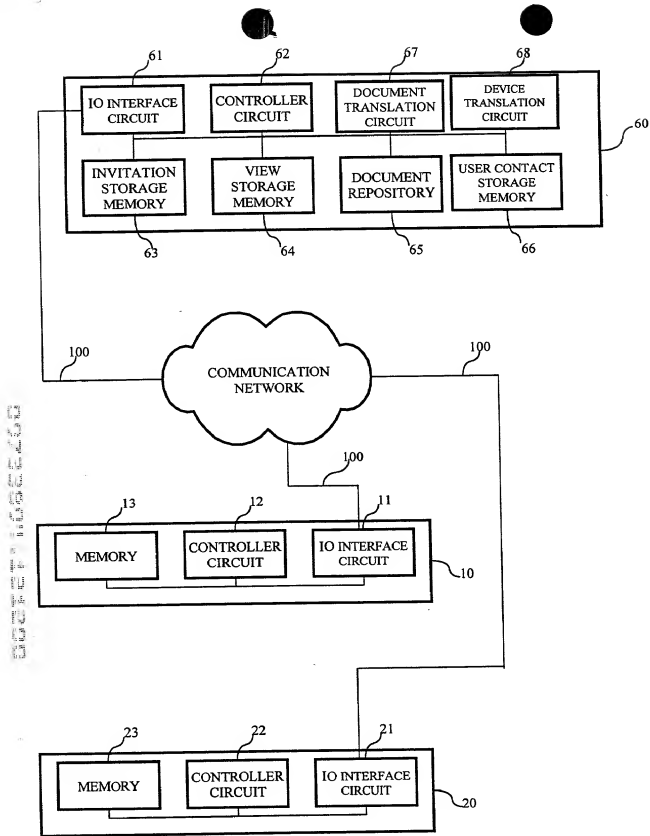 61
62
67
68
IO INTERFACE
CIRCUIT
CONTROLLER
CIRCUIT
DOCUMENT
TRANSLATION
CIRCUIT
DEVICE
TRANSLATION
CIRCUIT
60
INVITATION
STORAGE
MEMORY
VIEW
STORAGE
MEMORY
DOCUMENT
REPOSITORY
USER CONTACT
STORAGE
MEMORY
63
64
65
66
100
COMMUNICATION
NETWORK
100
100
13
12
11
MEMORY
CONTROLLER
CIRCUIT
IO INTERFACE
CIRCUIT
10
23
22
21
MEMORY
CONTROLLER
CIRCUIT
IO INTERFACE
CIRCUIT
20